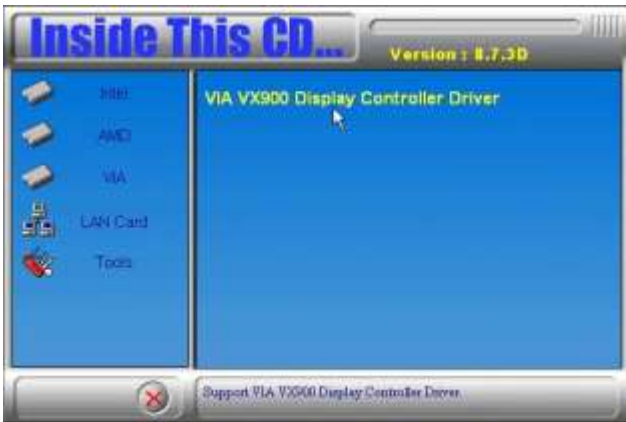 Inside This CD...
Version : 8.7.3D
Intel
AMD
VIA
LAN Card
Tools
VIA VX900 Display Controller Driver
Support VIA VX900 Display Controller Driver.